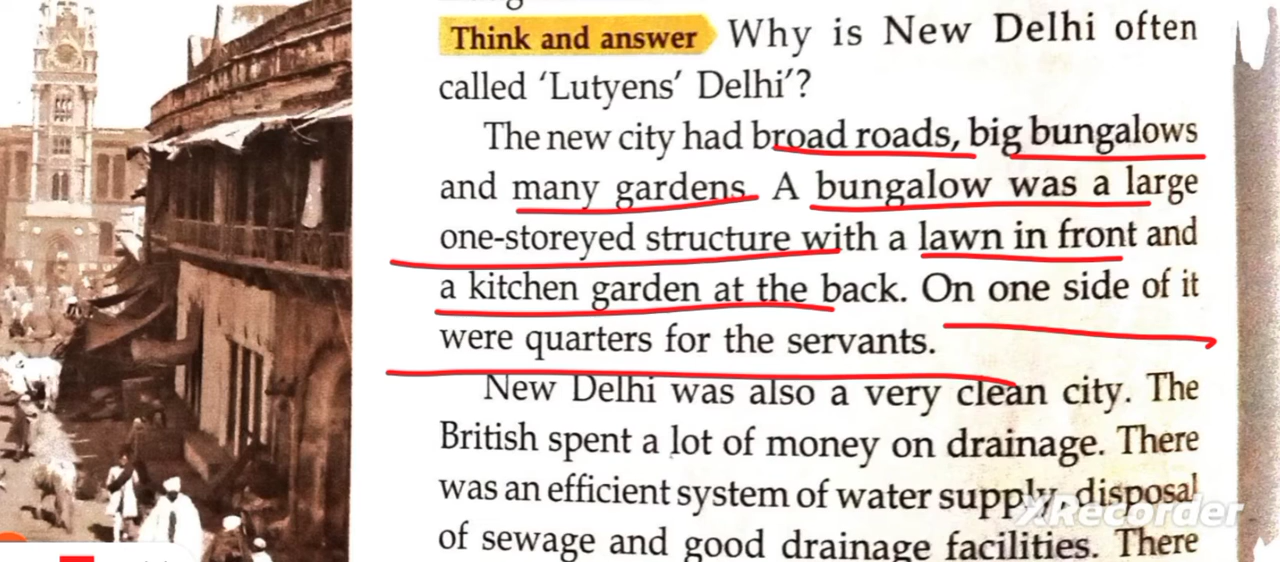 Think and answer Why is New Delhi often
called 'Lutyens' Delhi'?
The new city had broad roads, big bungalows
and many gardens. A bungalow was a large
one-storeyed structure with a lawn in front and
a kitchen garden at the back. On one side of it
were quarters for the servants.
New Delhi was also a very clean city. The
British spent a lot of money on drainage. There
was an efficient system of water supply, disposal
of sewage and good drainage facilities. There
XRecorder